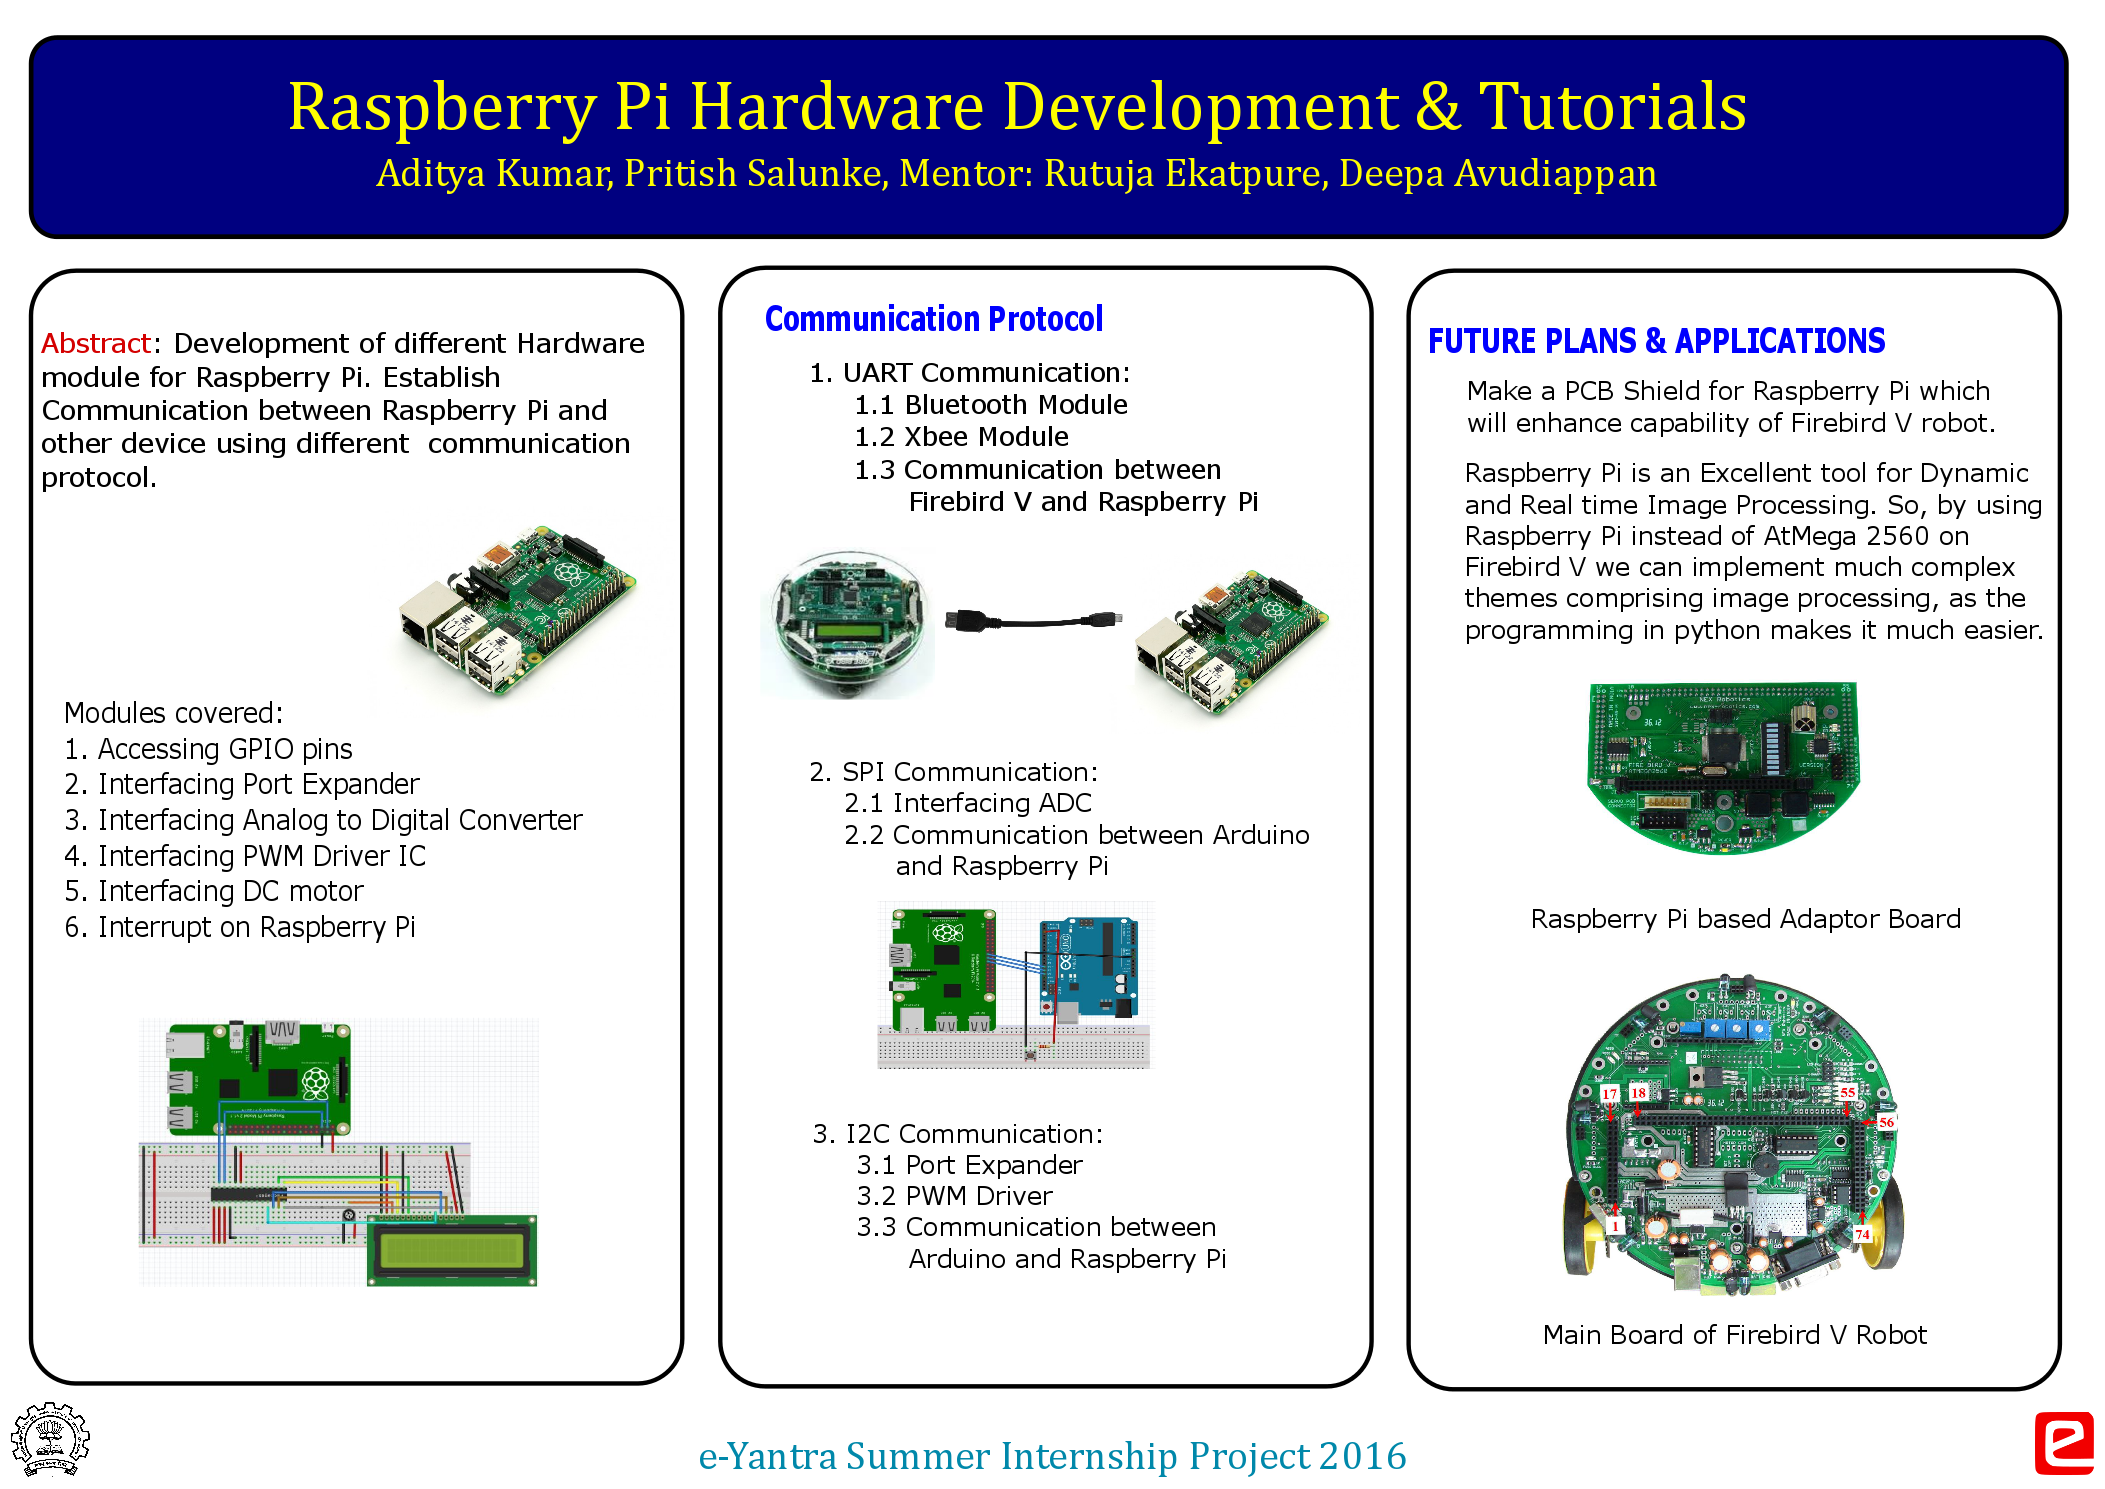 Raspberry Pi Hardware Development & Tutorials
Aditya Kumar, Pritish Salunke, Mentor: Rutuja Ekatpure, Deepa Avudiappan
Abstract: Development of different Hardware
module for Raspberry Pi. Establish
Communication between Raspberry Pi and
other device using different  communication
protocol.
Modules covered:
1. Accessing GPIO pins
2. Interfacing Port Expander
3. Interfacing Analog to Digital Converter
4. Interfacing PWM Driver IC
5. Interfacing DC motor
6. Interrupt on Raspberry Pi
Communication Protocol
1. UART Communication:
1.1 Bluetooth Module
1.2 Xbee Module
1.3 Communication between
Firebird V and Raspberry Pi
2. SPI Communication:
2.1 Interfacing ADC
2.2 Communication between Arduino
and Raspberry Pi
3. I2C Communication:
3.1 Port Expander
3.2 PWM Driver
3.3 Communication between
Arduino and Raspberry Pi
FUTURE PLANS & APPLICATIONS
Make a PCB Shield for Raspberry Pi which
will enhance capability of Firebird V robot.
Raspberry Pi is an Excellent tool for Dynamic
and Real time Image Processing. So, by using
Raspberry Pi instead of AtMega 2560 on
Firebird V we can implement much complex
themes comprising image processing, as the
programming in python makes it much easier.
NEX Robotics
36.12
Raspberry Pi based Adaptor Board
17
18
55
56
36.12
1
74
Main Board of Firebird V Robot
e-Yantra Summer Internship Project 2016
e